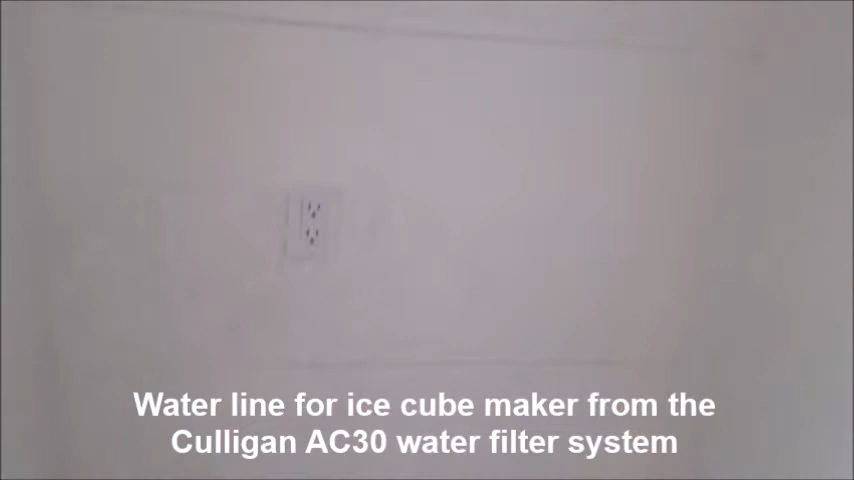 Water line for ice cube maker from the
Culligan AC30 water filter system